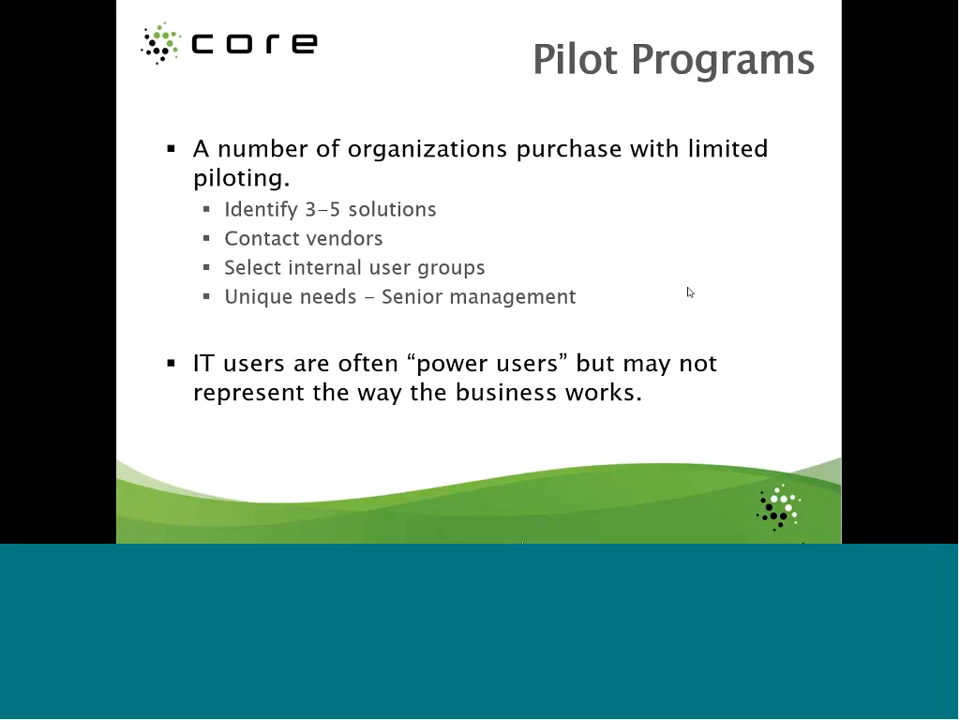 core
Pilot Programs
▪ A number of organizations purchase with limited
piloting.
▪ Identify 3-5 solutions
▪ Contact vendors
▪ Select internal user groups
▪ Unique needs - Senior management
▪ IT users are often “power users” but may not
represent the way the business works.